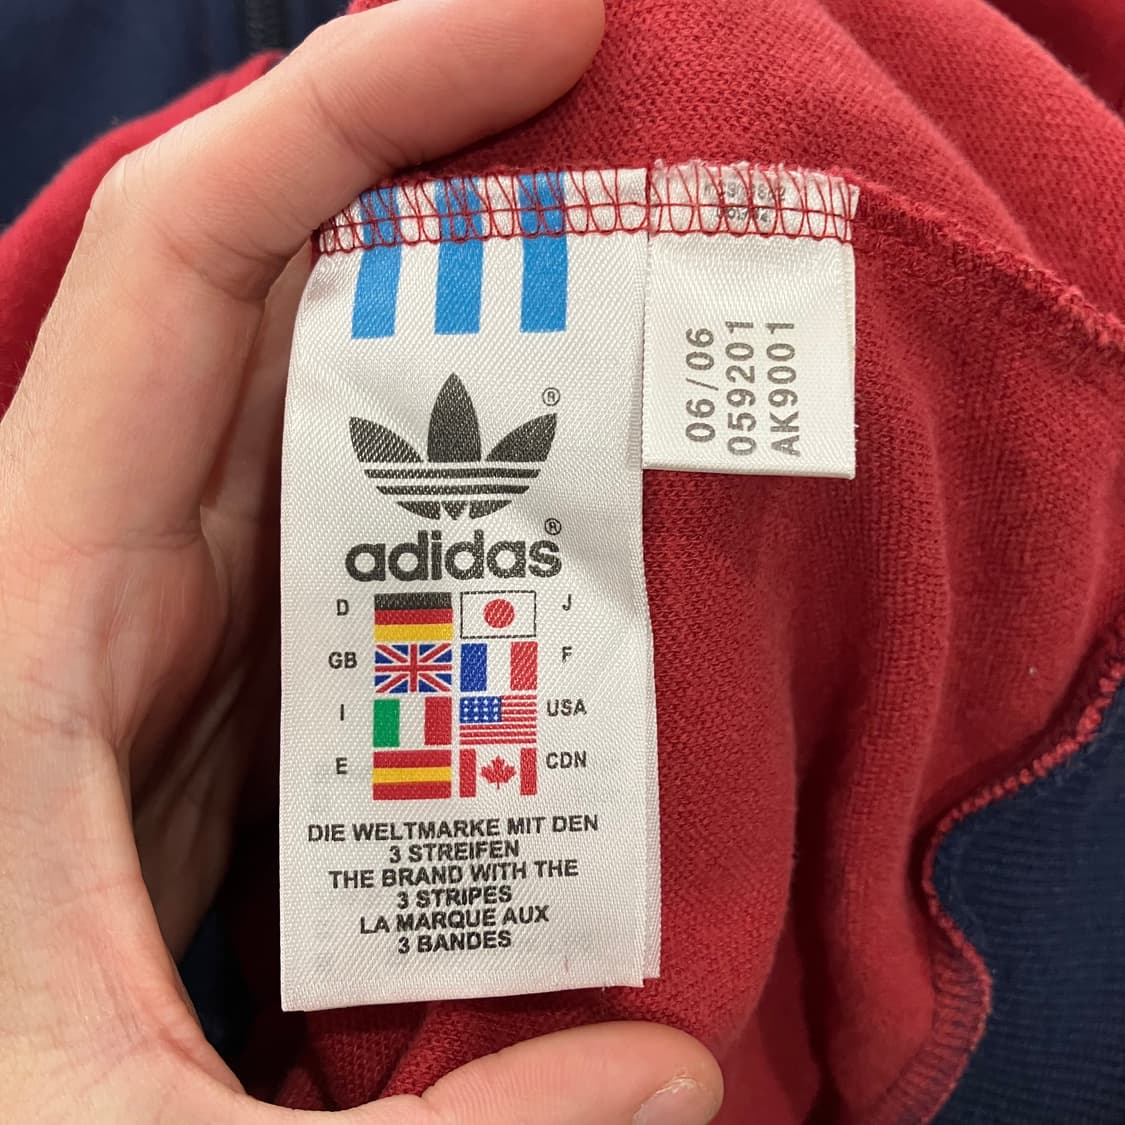 ®
adidas®
D J
GB F
I USA
E CDN
DIE WELTMARKE MIT DEN
3 STREIFEN
THE BRAND WITH THE
3 STRIPES
LA MARQUE AUX
3 BANDES
06/06
059201
AK9001